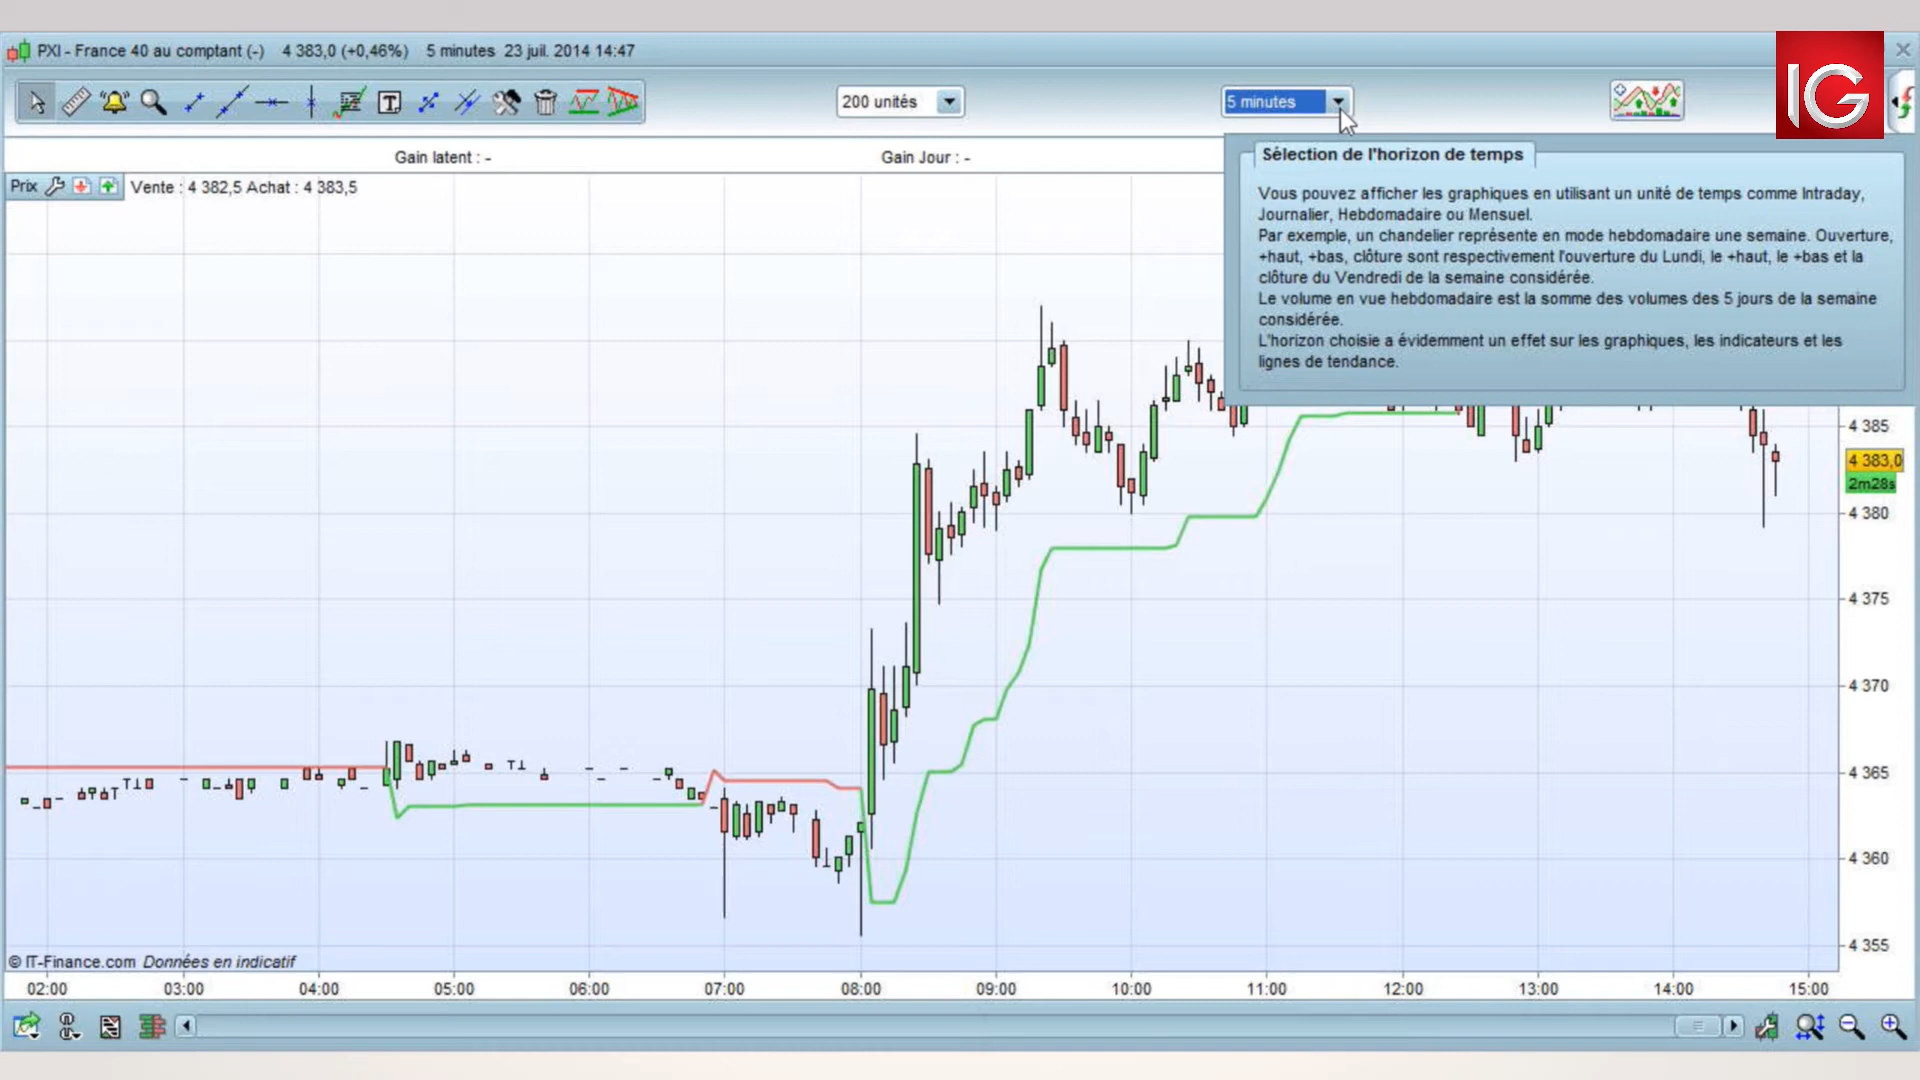 PXI - France 40 au comptant (-) 4 383,0 (+0,46%) 5 minutes 23 juil. 2014 14:47
IG
T
200 unités
5 minutes
Gain latent : -
Gain Jour : -
Sélection de l'horizon de temps
Prix
Vente : 4 382,5 Achat : 4 383,5
Vous pouvez afficher les graphiques en utilisant un unité de temps comme Intraday,
Journalier, Hebdomadaire ou Mensuel.
Par exemple, un chandelier représente en mode hebdomadaire une semaine. Ouverture,
+haut, +bas, clôture sont respectivement l'ouverture du Lundi, le +haut, le +bas et la
clôture du Vendredi de la semaine considérée.
Le volume en vue hebdomadaire est la somme des volumes des 5 jours de la semaine
considérée.
L'horizon choisie a évidemment un effet sur les graphiques, les indicateurs et les
lignes de tendance.
4 385
4 383,0
2m28s
4 380
4 375
4 370
4 365
4 360
4 355
© IT-Finance.com Données en indicatif
02:00 03:00 04:00 05:00 06:00 07:00 08:00 09:00 10:00 11:00 12:00 13:00 14:00 15:00